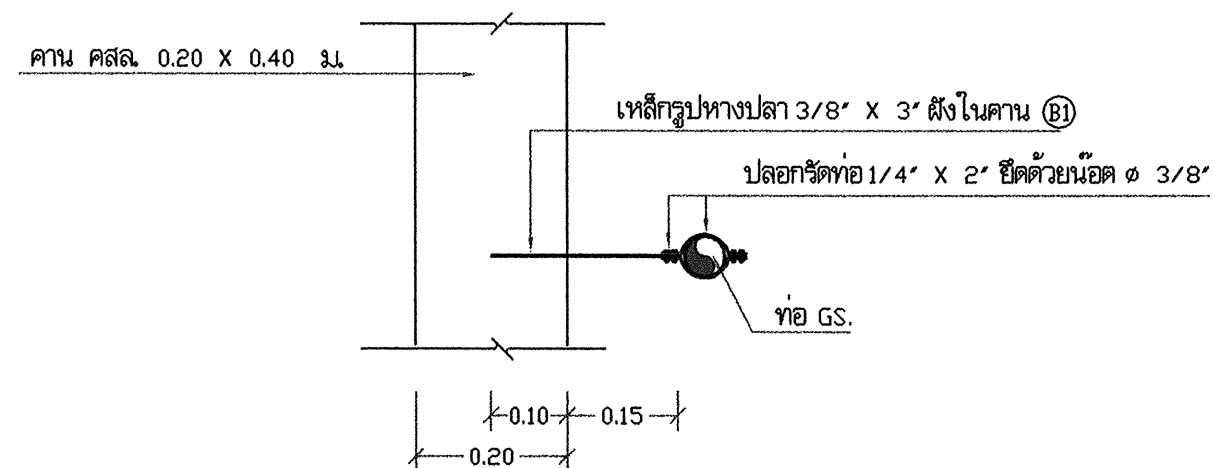 คาน คสล. 0.20 X 0.40 ม.
เหล็กรูปหางปลา 3/8" X 3" ฝังในคาน B1
ปลอกรัดท่อ 1/4" X 2" ยึดด้วยน๊อต ø 3/8"
ท่อ GS.
0.10 0.15
0.20